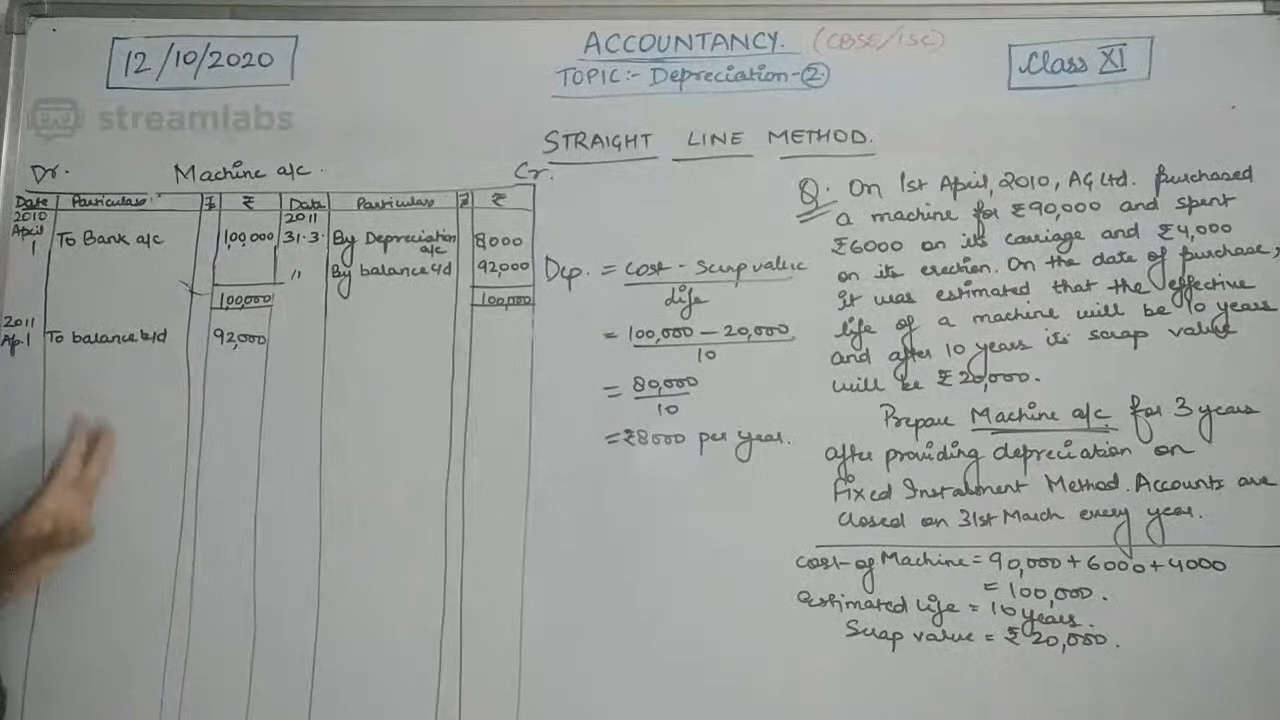 12/10/2020
ACCOUNTANCY. (CBSE/ISC)
TOPIC:- Depreciation-②
Class XI
streamlabs
STRAIGHT LINE METHOD.
Dr. Machine a/c. Cr.
Date Particulars ₹ Date Particulars ₹
2010 2011
April 1 To Bank a/c 100,000 31.3. By Depreciation a/c 8000
" By balance c/d 92,000
100,000 100,000
2011
Ap.1 To balance b/d 92,000
Dep. = Cost - Scrap value
Life
= 100,000 - 20,000
10
= 80,000
10
= ₹8000 per year.
Q. On 1st April, 2010, AG Ltd. purchased
a machine for ₹90,000 and spent
₹6000 on its carriage and ₹4,000
on its erection. On the date of purchase,
it was estimated that the effective
life of a machine will be 10 years
and after 10 years its scrap value
will be ₹20,000.
Prepare Machine a/c for 3 years
after providing depreciation on
Fixed Instalment Method. Accounts are
closed on 31st March every year.
Cost of Machine = 90,000 + 6000 + 4000
= 100,000.
Estimated life = 10 years.
Scrap value = ₹20,000.